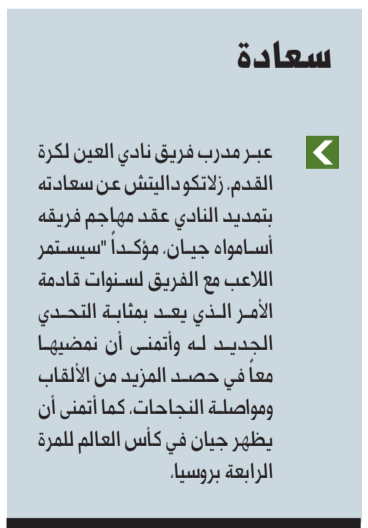 سعادة
عبر مدرب فريق نادي العين لكرة
القدم، زلاتكو داليتش عن سعادته
بتمديد النادي عقد مهاجم فريقه
أسامواه جيان، مؤكداً "سيستمر
اللاعب مع الفريق لسنوات قادمة
الأمر الذي يعد بمثابة التحدي
الجديد له وأتمنى أن نمضيها
معاً في حصد المزيد من الألقاب
ومواصلة النجاحات، كما أتمنى أن
يظهر جيان في كأس العالم للمرة
الرابعة بروسيا.